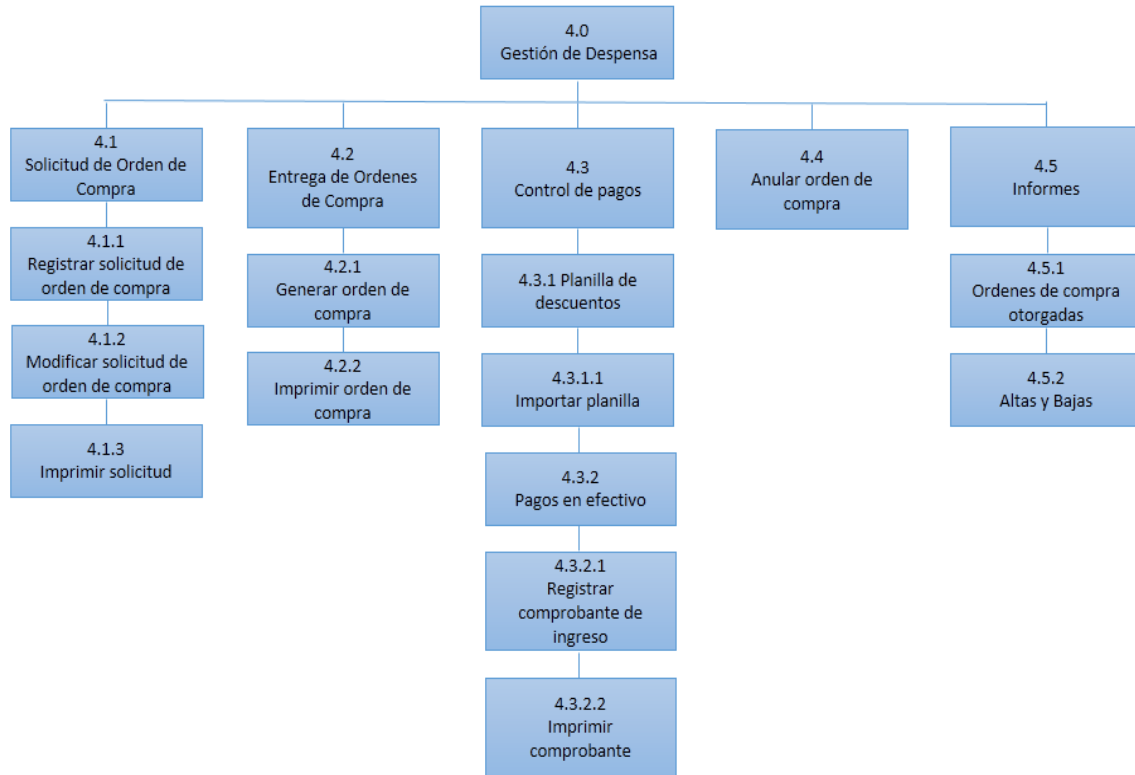 4.0
Gestión de Despensa
4.1
Solicitud de Orden de
Compra
4.1.1
Registrar solicitud de
orden de compra
4.1.2
Modificar solicitud de
orden de compra
4.1.3
Imprimir solicitud
4.2
Entrega de Ordenes
de Compra
4.2.1
Generar orden de
compra
4.2.2
Imprimir orden de
compra
4.3
Control de pagos
4.3.1 Planilla de
descuentos
4.3.1.1
Importar planilla
4.3.2
Pagos en efectivo
4.3.2.1
Registrar
comprobante de
ingreso
4.3.2.2
Imprimir
comprobante
4.4
Anular orden de
compra
4.5
Informes
4.5.1
Ordenes de compra
otorgadas
4.5.2
Altas y Bajas